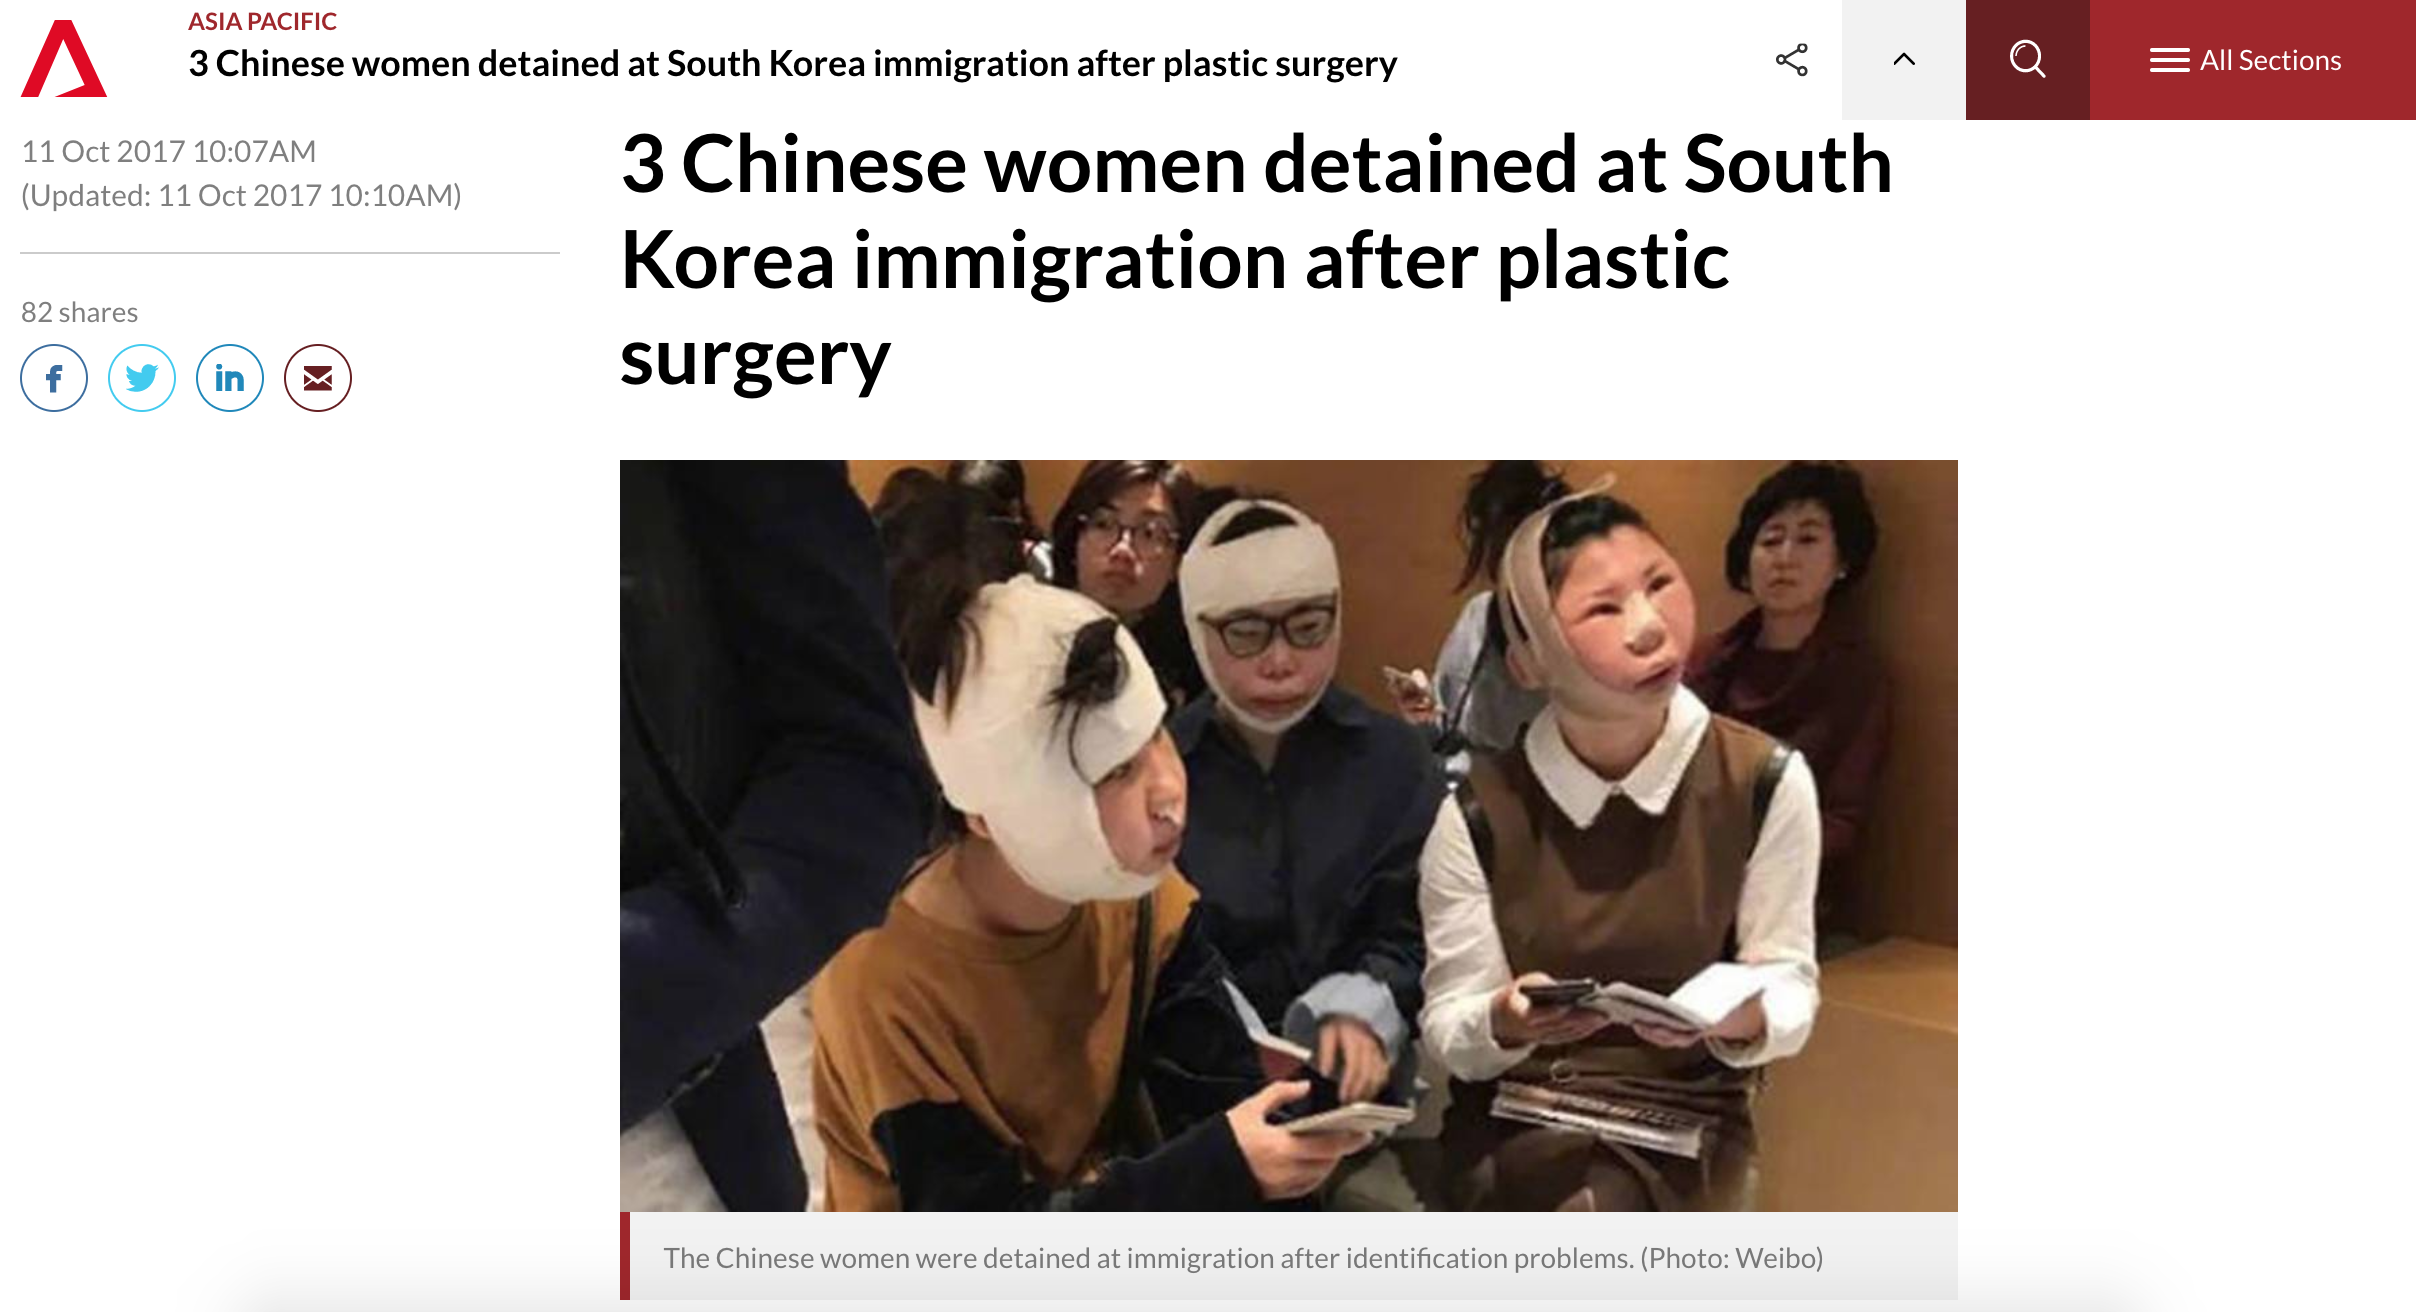 ASIA PACIFIC
3 Chinese women detained at South Korea immigration after plastic surgery
All Sections
11 Oct 2017 10:07AM
(Updated: 11 Oct 2017 10:10AM)
82 shares
3 Chinese women detained at South
Korea immigration after plastic
surgery
The Chinese women were detained at immigration after identification problems. (Photo: Weibo)